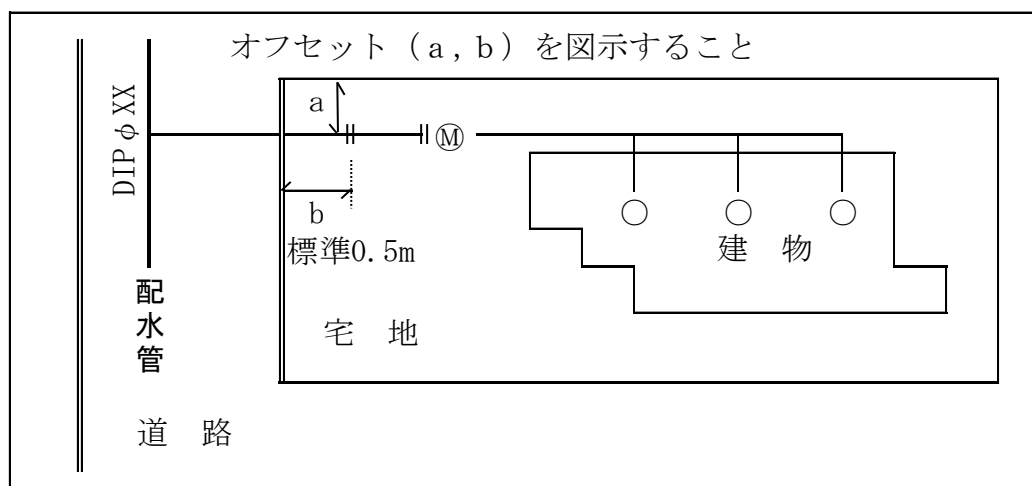 オフセット（a,b）を図示すること
DIPφXX
a
Ⓜ
b
標準0.5m
建 物
配水管
宅 地
道 路